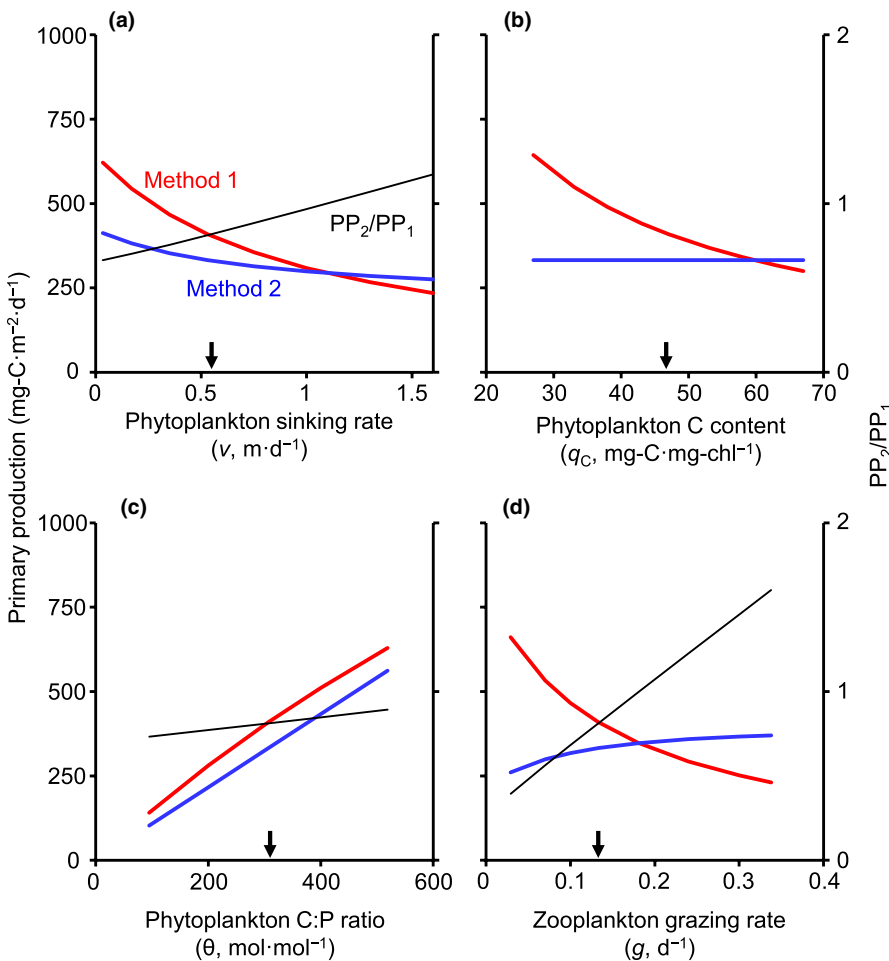 (a)
(b)
1000
750
500
250
0
Method 1
PP2/PP1
Method 2
2
1
0
0
0.5
1
1.5
20
30
40
50
60
70
Phytoplankton sinking rate
(v, m·d−1)
Phytoplankton C content
(qC, mg-C·mg-chl−1)
Primary production (mg-C·m−2·d−1)
PP2/PP1
(c)
(d)
1000
750
500
250
0
2
1
0
0
200
400
600
0
0.1
0.2
0.3
0.4
Phytoplankton C:P ratio
(θ, mol·mol−1)
Zooplankton grazing rate
(g, d−1)